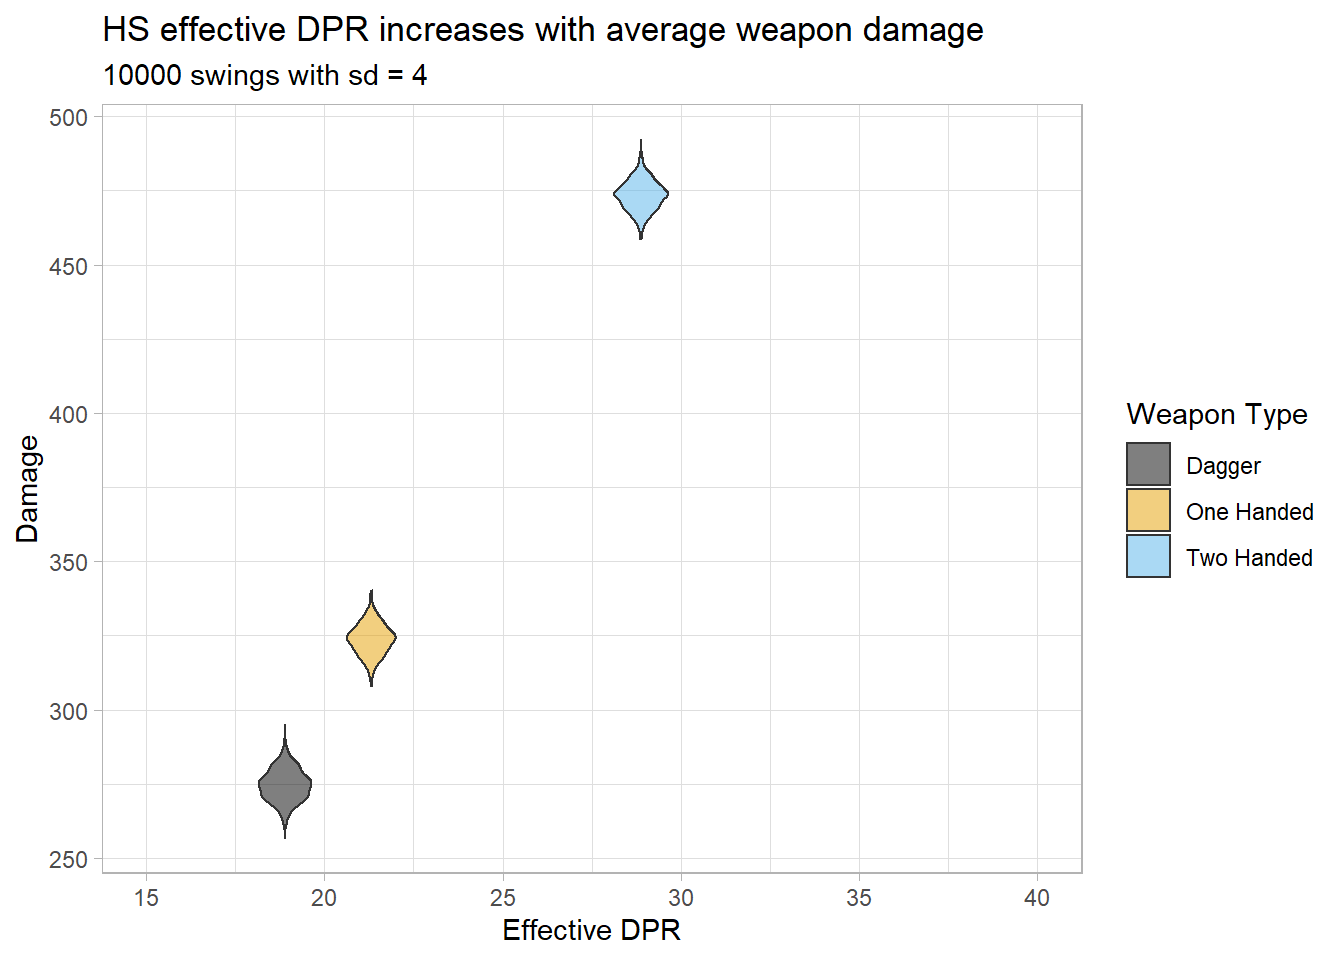 HS effective DPR increases with average weapon damage
10000 swings with sd = 4
500
450
400
350
300
250
Damage
15 20 25 30 35 40
Effective DPR
Weapon Type
Dagger
One Handed
Two Handed